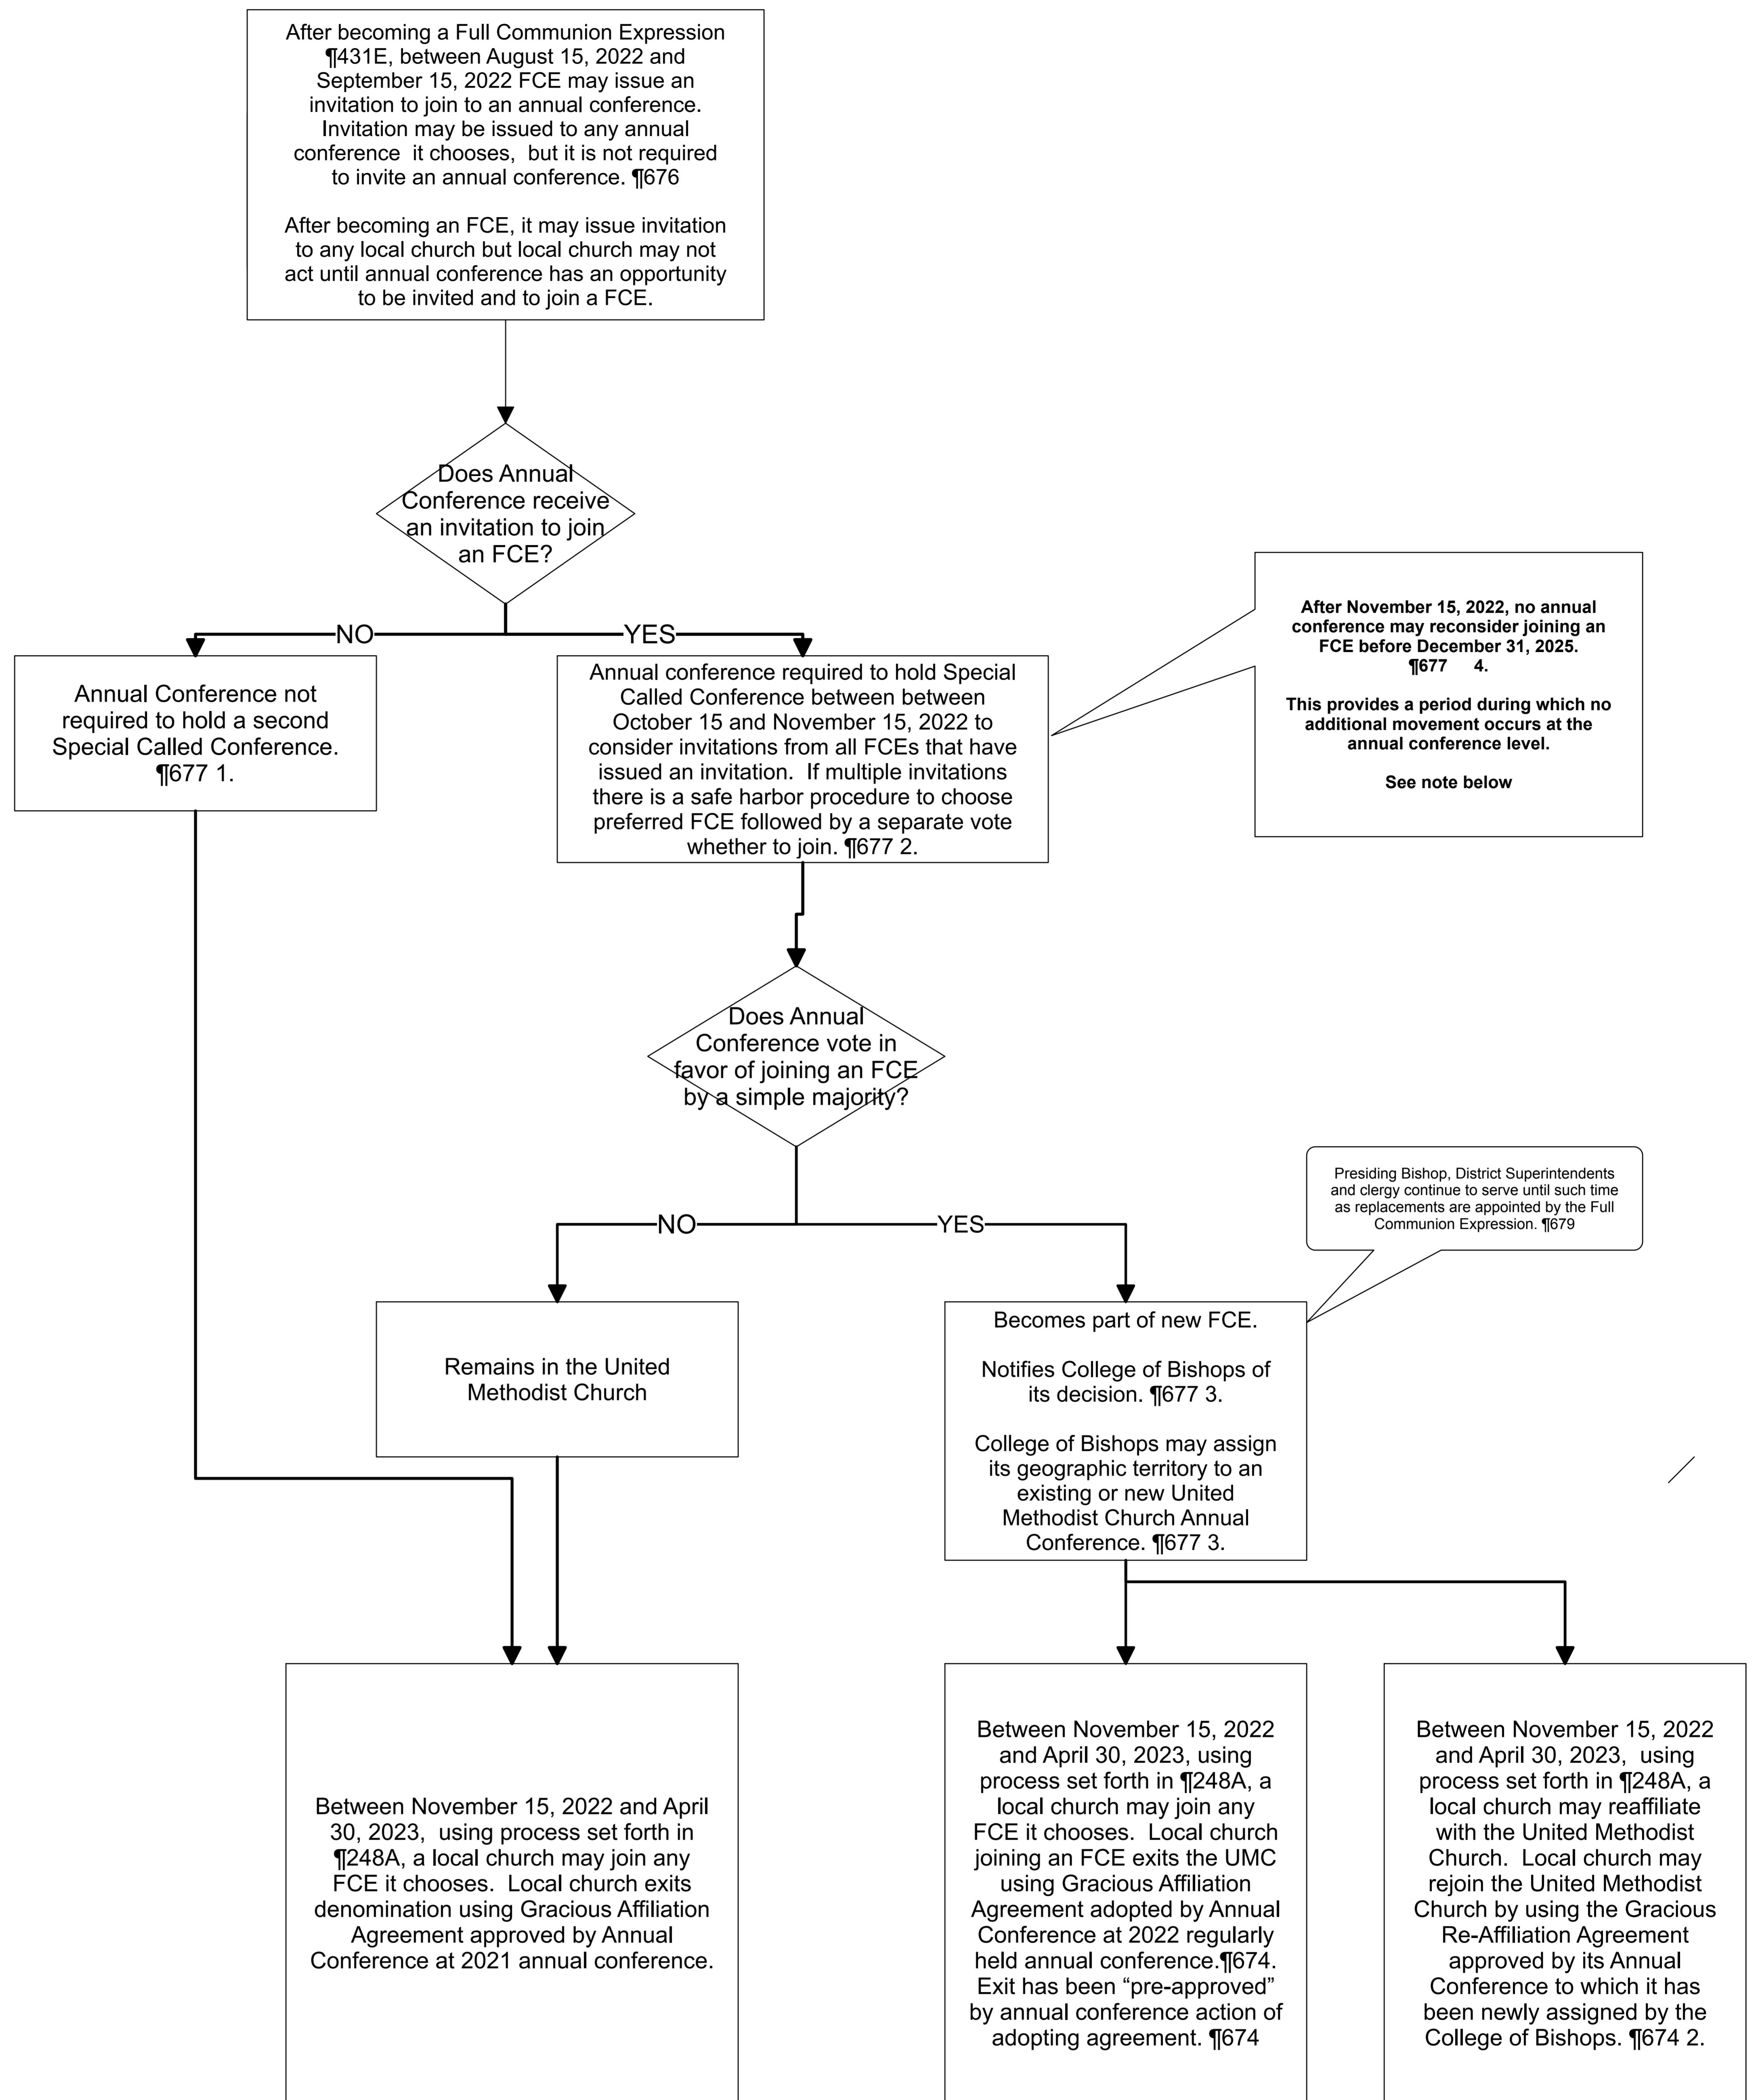 After becoming a Full Communion Expression
¶431E, between August 15, 2022 and
September 15, 2022 FCE may issue an
invitation to join to an annual conference.
Invitation may be issued to any annual
conference  it chooses,  but it is not required
to invite an annual conference. ¶676
After becoming an FCE, it may issue invitation
to any local church but local church may not
act until annual conference has an opportunity
to be invited and to join a FCE.
Does Annual
Conference receive
an invitation to join
an FCE?
NO
YES
Annual Conference not
required to hold a second
Special Called Conference.
¶677 1.
Annual conference required to hold Special
Called Conference between between
October 15 and November 15, 2022 to
consider invitations from all FCEs that have
issued an invitation.  If multiple invitations
there is a safe harbor procedure to choose
preferred FCE followed by a separate vote
whether to join. ¶677 2.
After November 15, 2022, no annual
conference may reconsider joining an
FCE before December 31, 2025.
¶677     4.
This provides a period during which no
additional movement occurs at the
annual conference level.
See note below
Does Annual
Conference vote in
favor of joining an FCE
by a simple majority?
NO
YES
Presiding Bishop, District Superintendents
and clergy continue to serve until such time
as replacements are appointed by the Full
Communion Expression. ¶679
Remains in the United
Methodist Church
Becomes part of new FCE.
Notifies College of Bishops of
its decision. ¶677 3.
College of Bishops may assign
its geographic territory to an
existing or new United
Methodist Church Annual
Conference. ¶677 3.
Between November 15, 2022 and April
30, 2023,  using process set forth in
¶248A, a local church may join any
FCE it chooses.  Local church exits
denomination using Gracious Affiliation
Agreement approved by Annual
Conference at 2021 annual conference.
Between November 15, 2022
and April 30, 2023, using
process set forth in ¶248A, a
local church may join any
FCE it chooses.  Local church
joining an FCE exits the UMC
using Gracious Affiliation
Agreement adopted by Annual
Conference at 2022 regularly
held annual conference.¶674.
Exit has been “pre-approved”
by annual conference action of
adopting agreement. ¶674
Between November 15, 2022
and April 30, 2023,  using
process set forth in ¶248A, a
local church may reaffiliate
with the United Methodist
Church.  Local church may
rejoin the United Methodist
Church by using the Gracious
Re-Affiliation Agreement
approved by its Annual
Conference to which it has
been newly assigned by the
College of Bishops. ¶674 2.